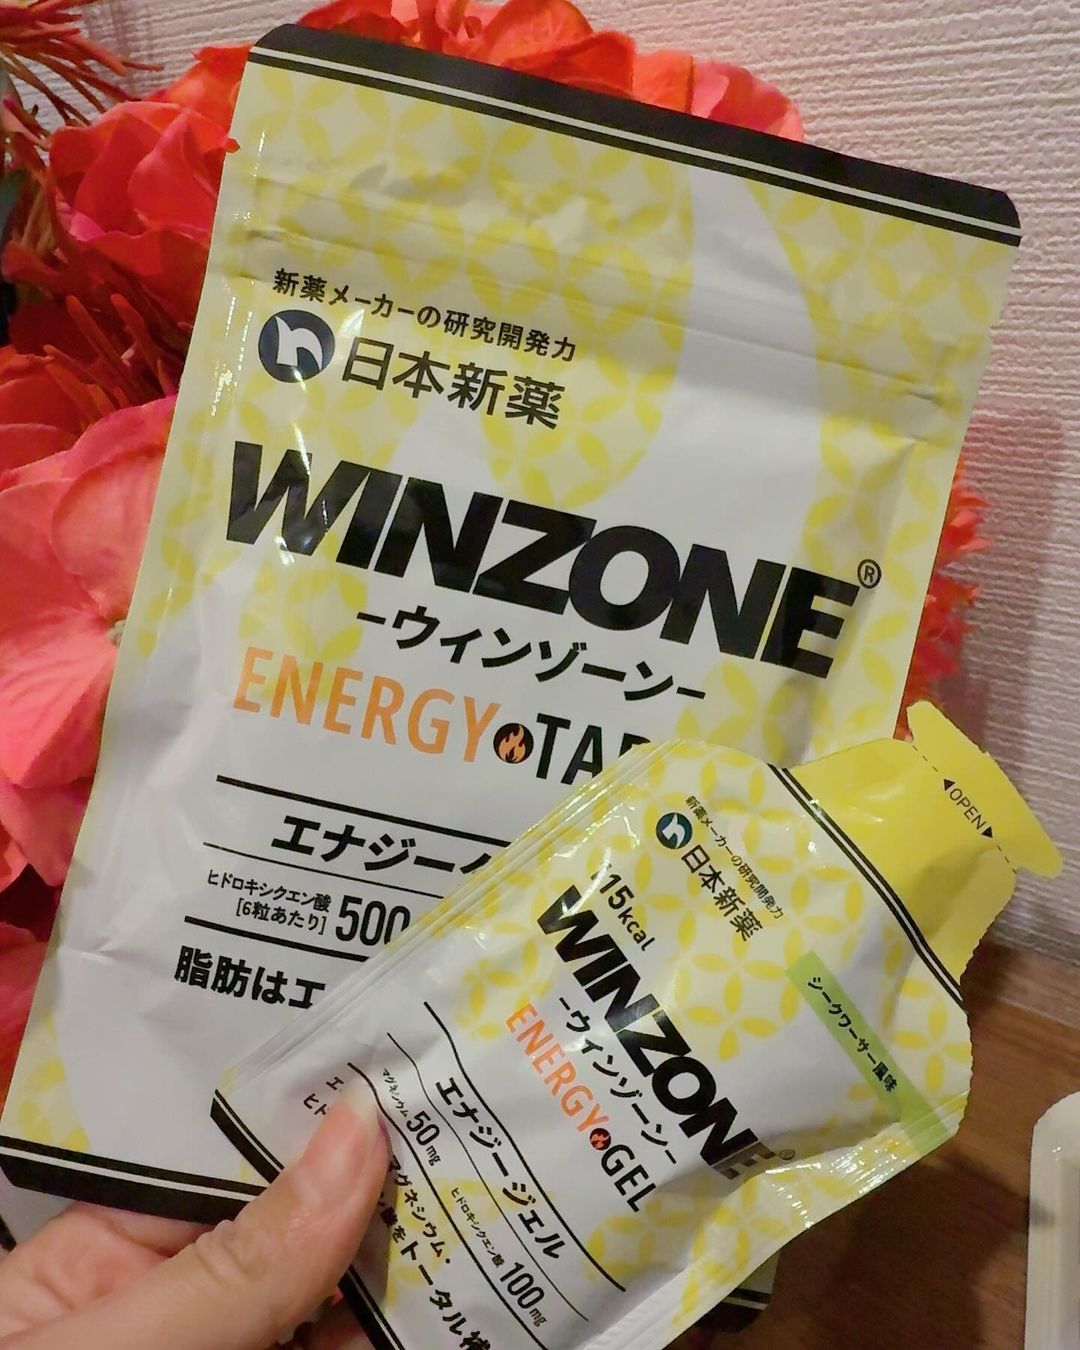 新薬メーカーの研究開発力
日本新薬
WINZONE®
-ウィンゾーン-
ENERGY TAB
エナジー
ヒドロキシクエン酸
[6粒あたり] 500
脂肪はエ
◀OPEN▶
新薬メーカーの研究開発力
日本新薬
115kcal
WINZONE®
-ウィンゾーン-
ENERGY GEL
シークワーサー風味
エナジージェル
マグネシウム 50mg
ヒドロキシクエン酸 100mg
マグネシウム・
酸をトータル補